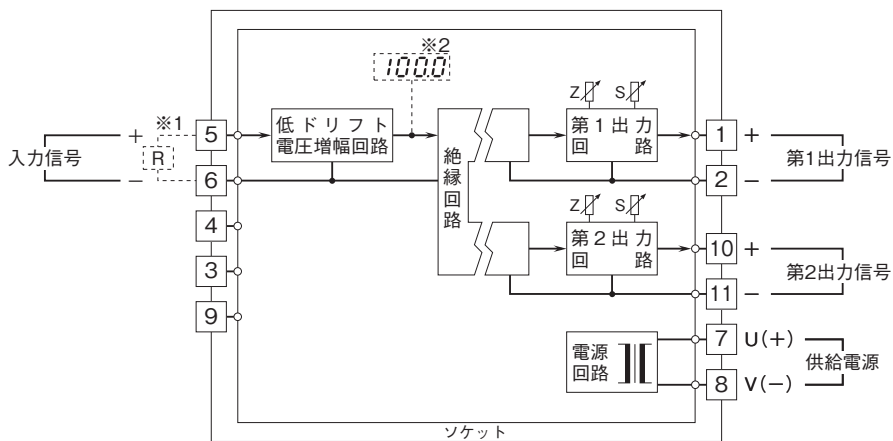 ※2
100.0
Z S
※1
+
5
低ドリフト
電圧増幅回路
第1出力
回路
1
+
入力信号
R
絶縁回路
第1出力信号
−
6
2
−
4
Z S
第2出力
回路
10
+
3
第2出力信号
11
−
9
7
U(+)
電源
回路
供給電源
8
V(−)
ソケット